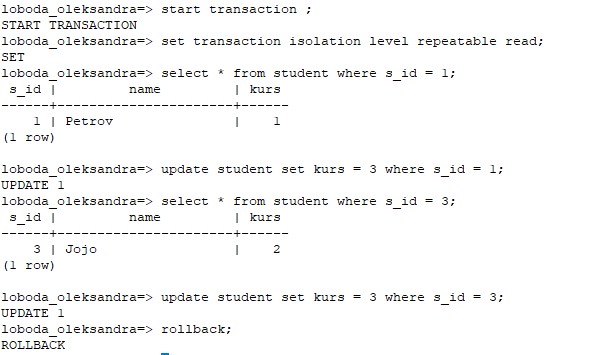 loboda_oleksandra=> start transaction ;
START TRANSACTION
loboda_oleksandra=> set transaction isolation level repeatable read;
SET
loboda_oleksandra=> select * from student where s_id = 1;
 s_id |         name         | kurs
------+----------------------+------
    1 | Petrov               |    1
(1 row)

loboda_oleksandra=> update student set kurs = 3 where s_id = 1;
UPDATE 1
loboda_oleksandra=> select * from student where s_id = 3;
 s_id |         name         | kurs
------+----------------------+------
    3 | Jojo                 |    2
(1 row)

loboda_oleksandra=> update student set kurs = 3 where s_id = 3;
UPDATE 1
loboda_oleksandra=> rollback;
ROLLBACK